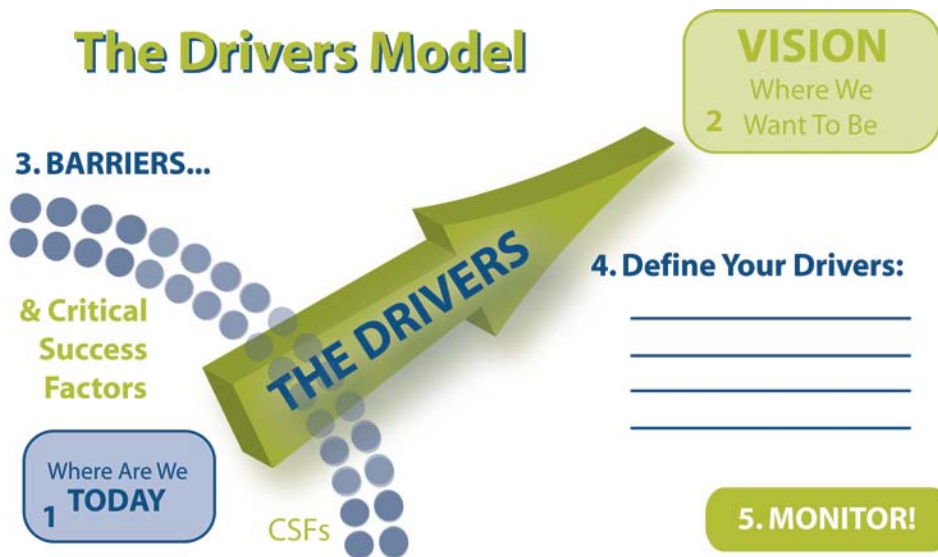 The Drivers Model
VISION
Where We
2 Want To Be
3. BARRIERS...
THE DRIVERS
4. Define Your Drivers:
& Critical
Success
Factors
Where Are We
1 TODAY
CSFs
5. MONITOR!